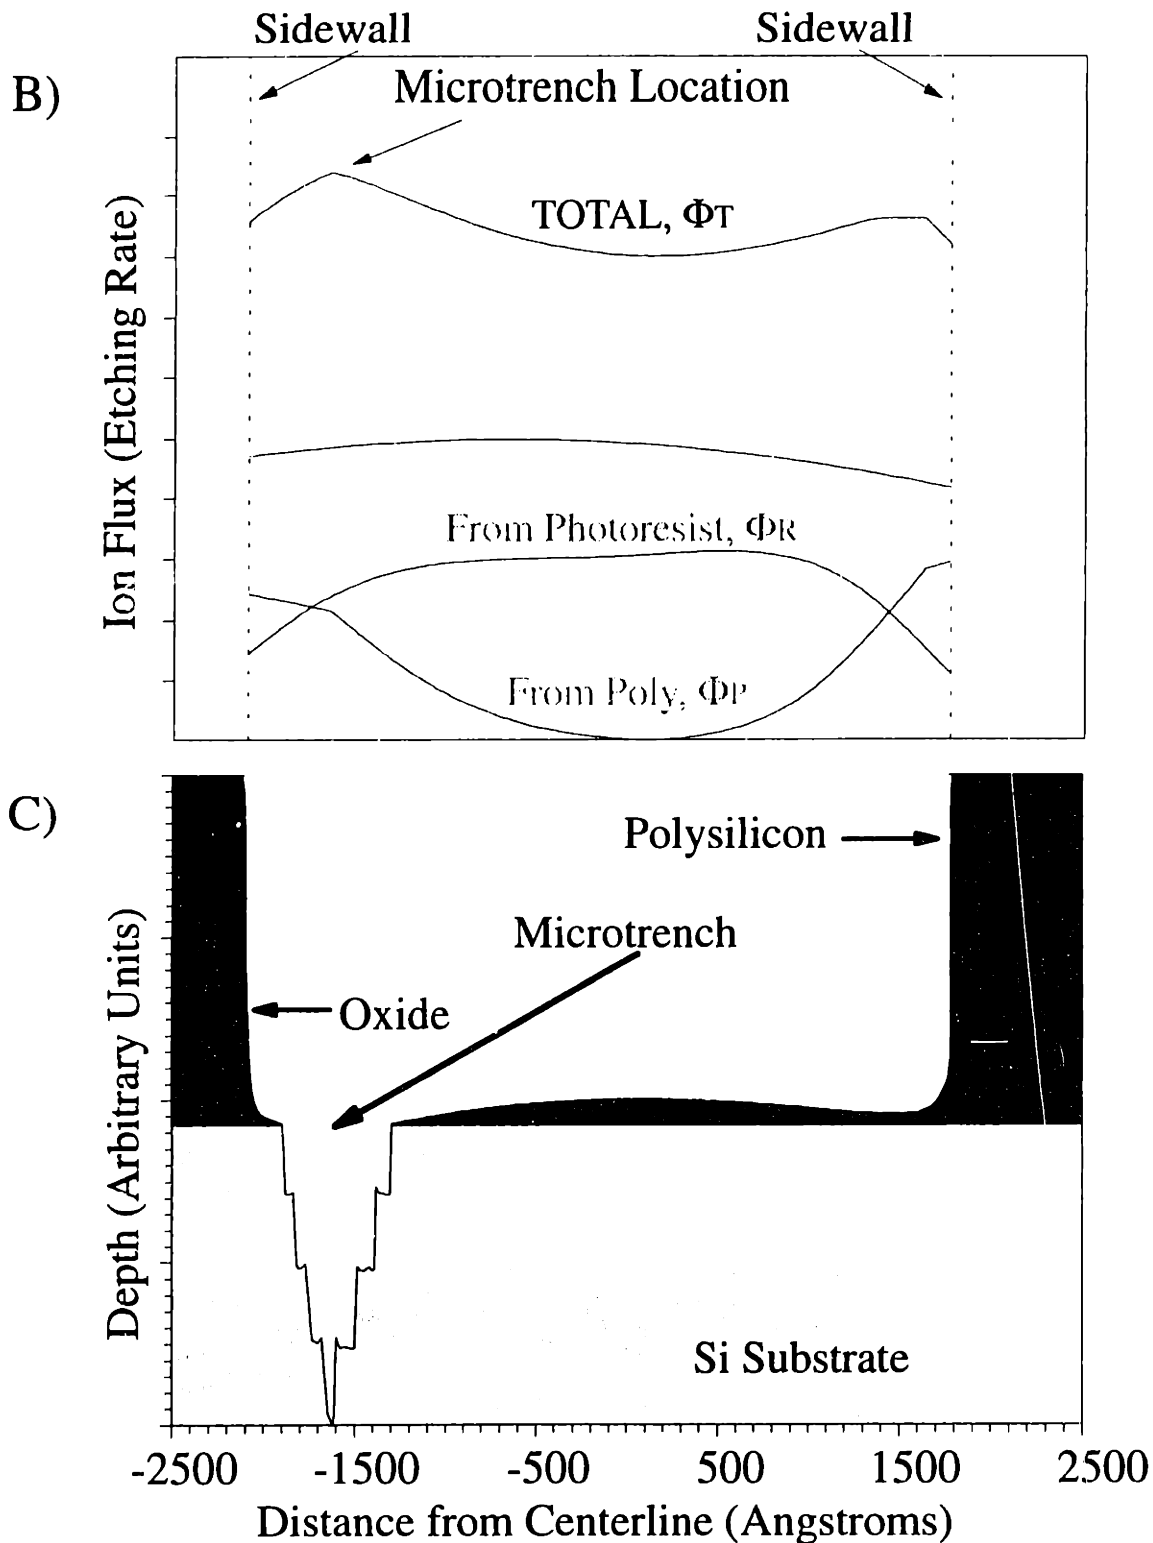 Sidewall
Sidewall
B)
Microtrench Location
TOTAL, ΦT
Ion Flux (Etching Rate)
From Photoresist, ΦR
From Poly, ΦP
C)
Polysilicon
Microtrench
Oxide
Depth (Arbitrary Units)
Si Substrate
-2500 -1500 -500 500 1500 2500
Distance from Centerline (Angstroms)